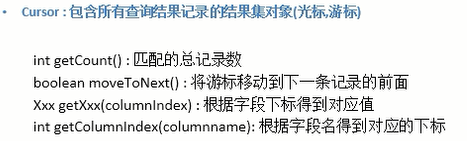 • Cursor : 包含所有查询结果记录的结果集对象(光标,游标)
int getCount() : 匹配的总记录数
boolean moveToNext() : 将游标移动到下一条记录的前面
Xxx getXxx(columnIndex) : 根据字段下标得到对应值
int getColumnIndex(columnname): 根据字段名得到对应的下标